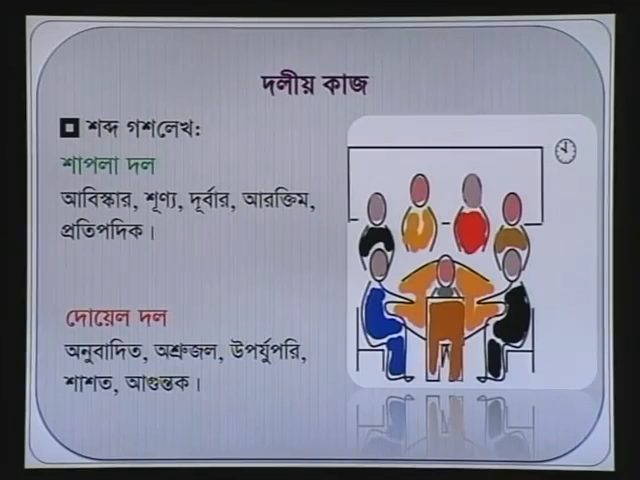 দলীয় কাজ
শব্দ গশলেখ:
শাপলা দল
আবিস্কার, শূণ্য, দূর্বার, আরক্তিম,
প্রতিপদিক।
দোয়েল দল
অনুবাদিত, অশ্রুজল, উপর্যুপরি,
শাশত, আগুন্তক।